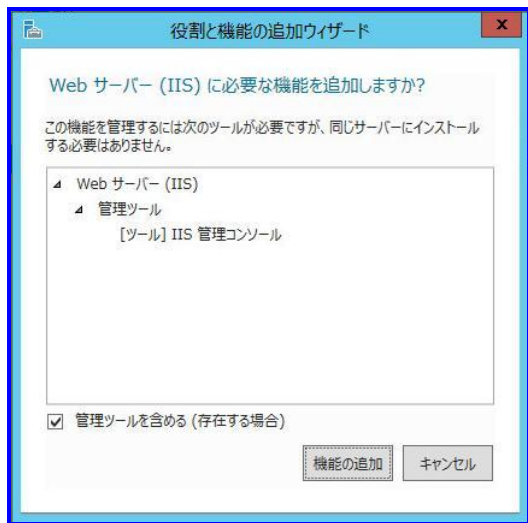 役割と機能の追加ウィザード
x
Web サーバー (IIS) に必要な機能を追加しますか?
この機能を管理するには次のツールが必要ですが、同じサーバーにインストール
する必要はありません。
Web サーバー (IIS)
管理ツール
[ツール] IIS 管理コンソール
管理ツールを含める (存在する場合)
機能の追加
キャンセル